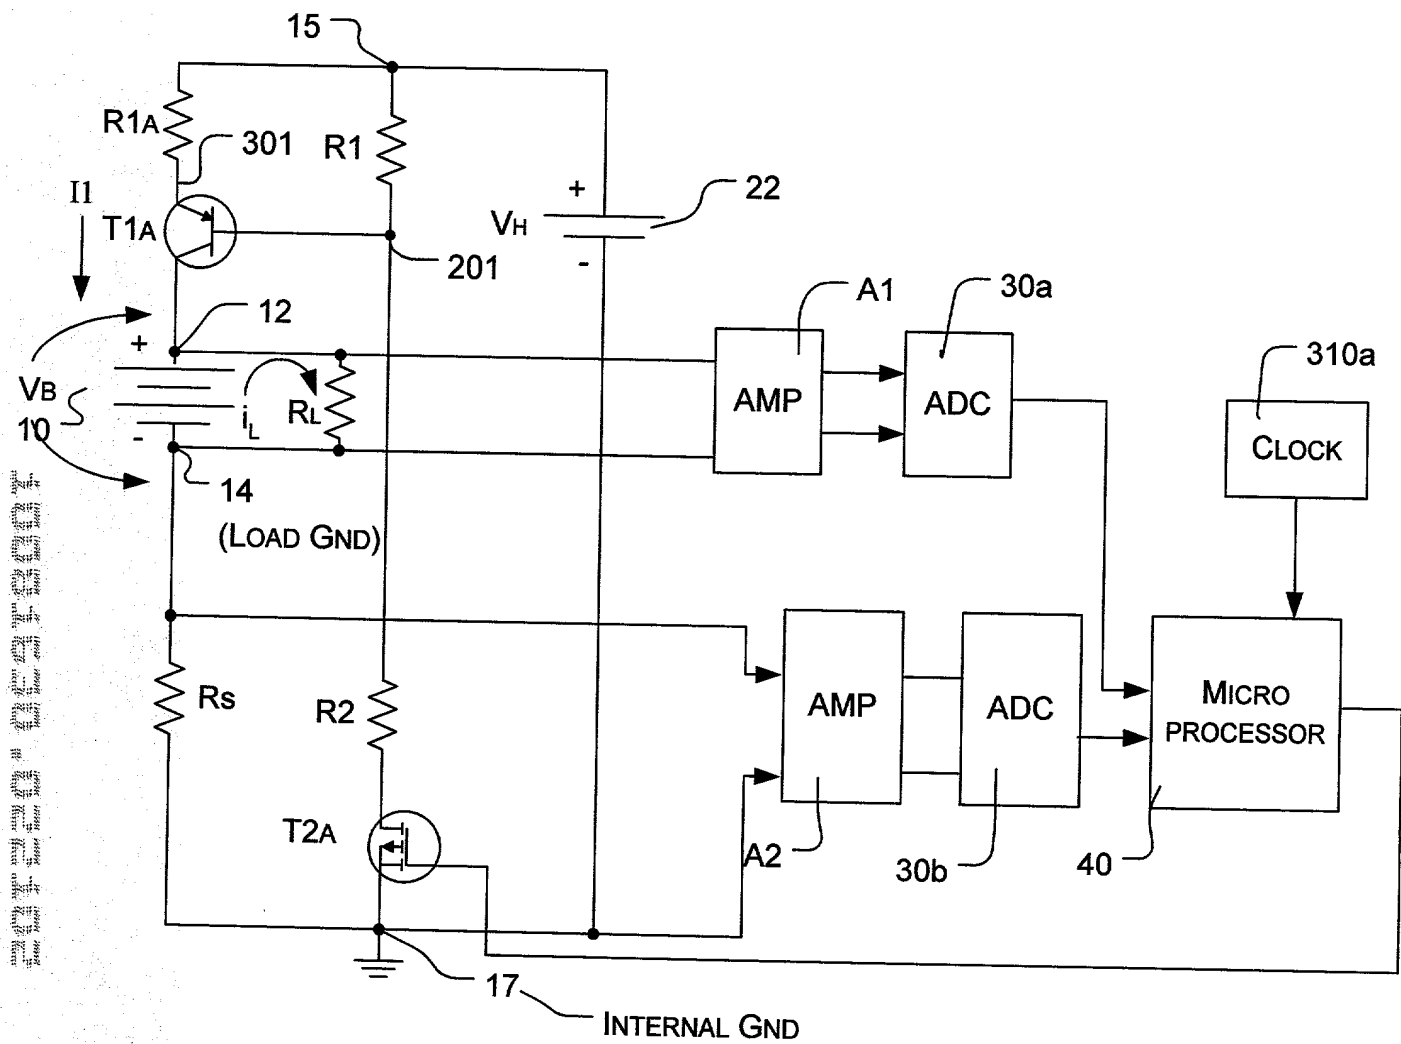 15
R1A
301
R1
I1
T1A
+
22
VH
201
-
12
A1
30a
310a
+
VB
10
iL
RL
AMP
ADC
CLOCK
-
14
(LOAD GND)
RS
R2
AMP
ADC
MICRO
PROCESSOR
T2A
A2
30b
40
17
INTERNAL GND